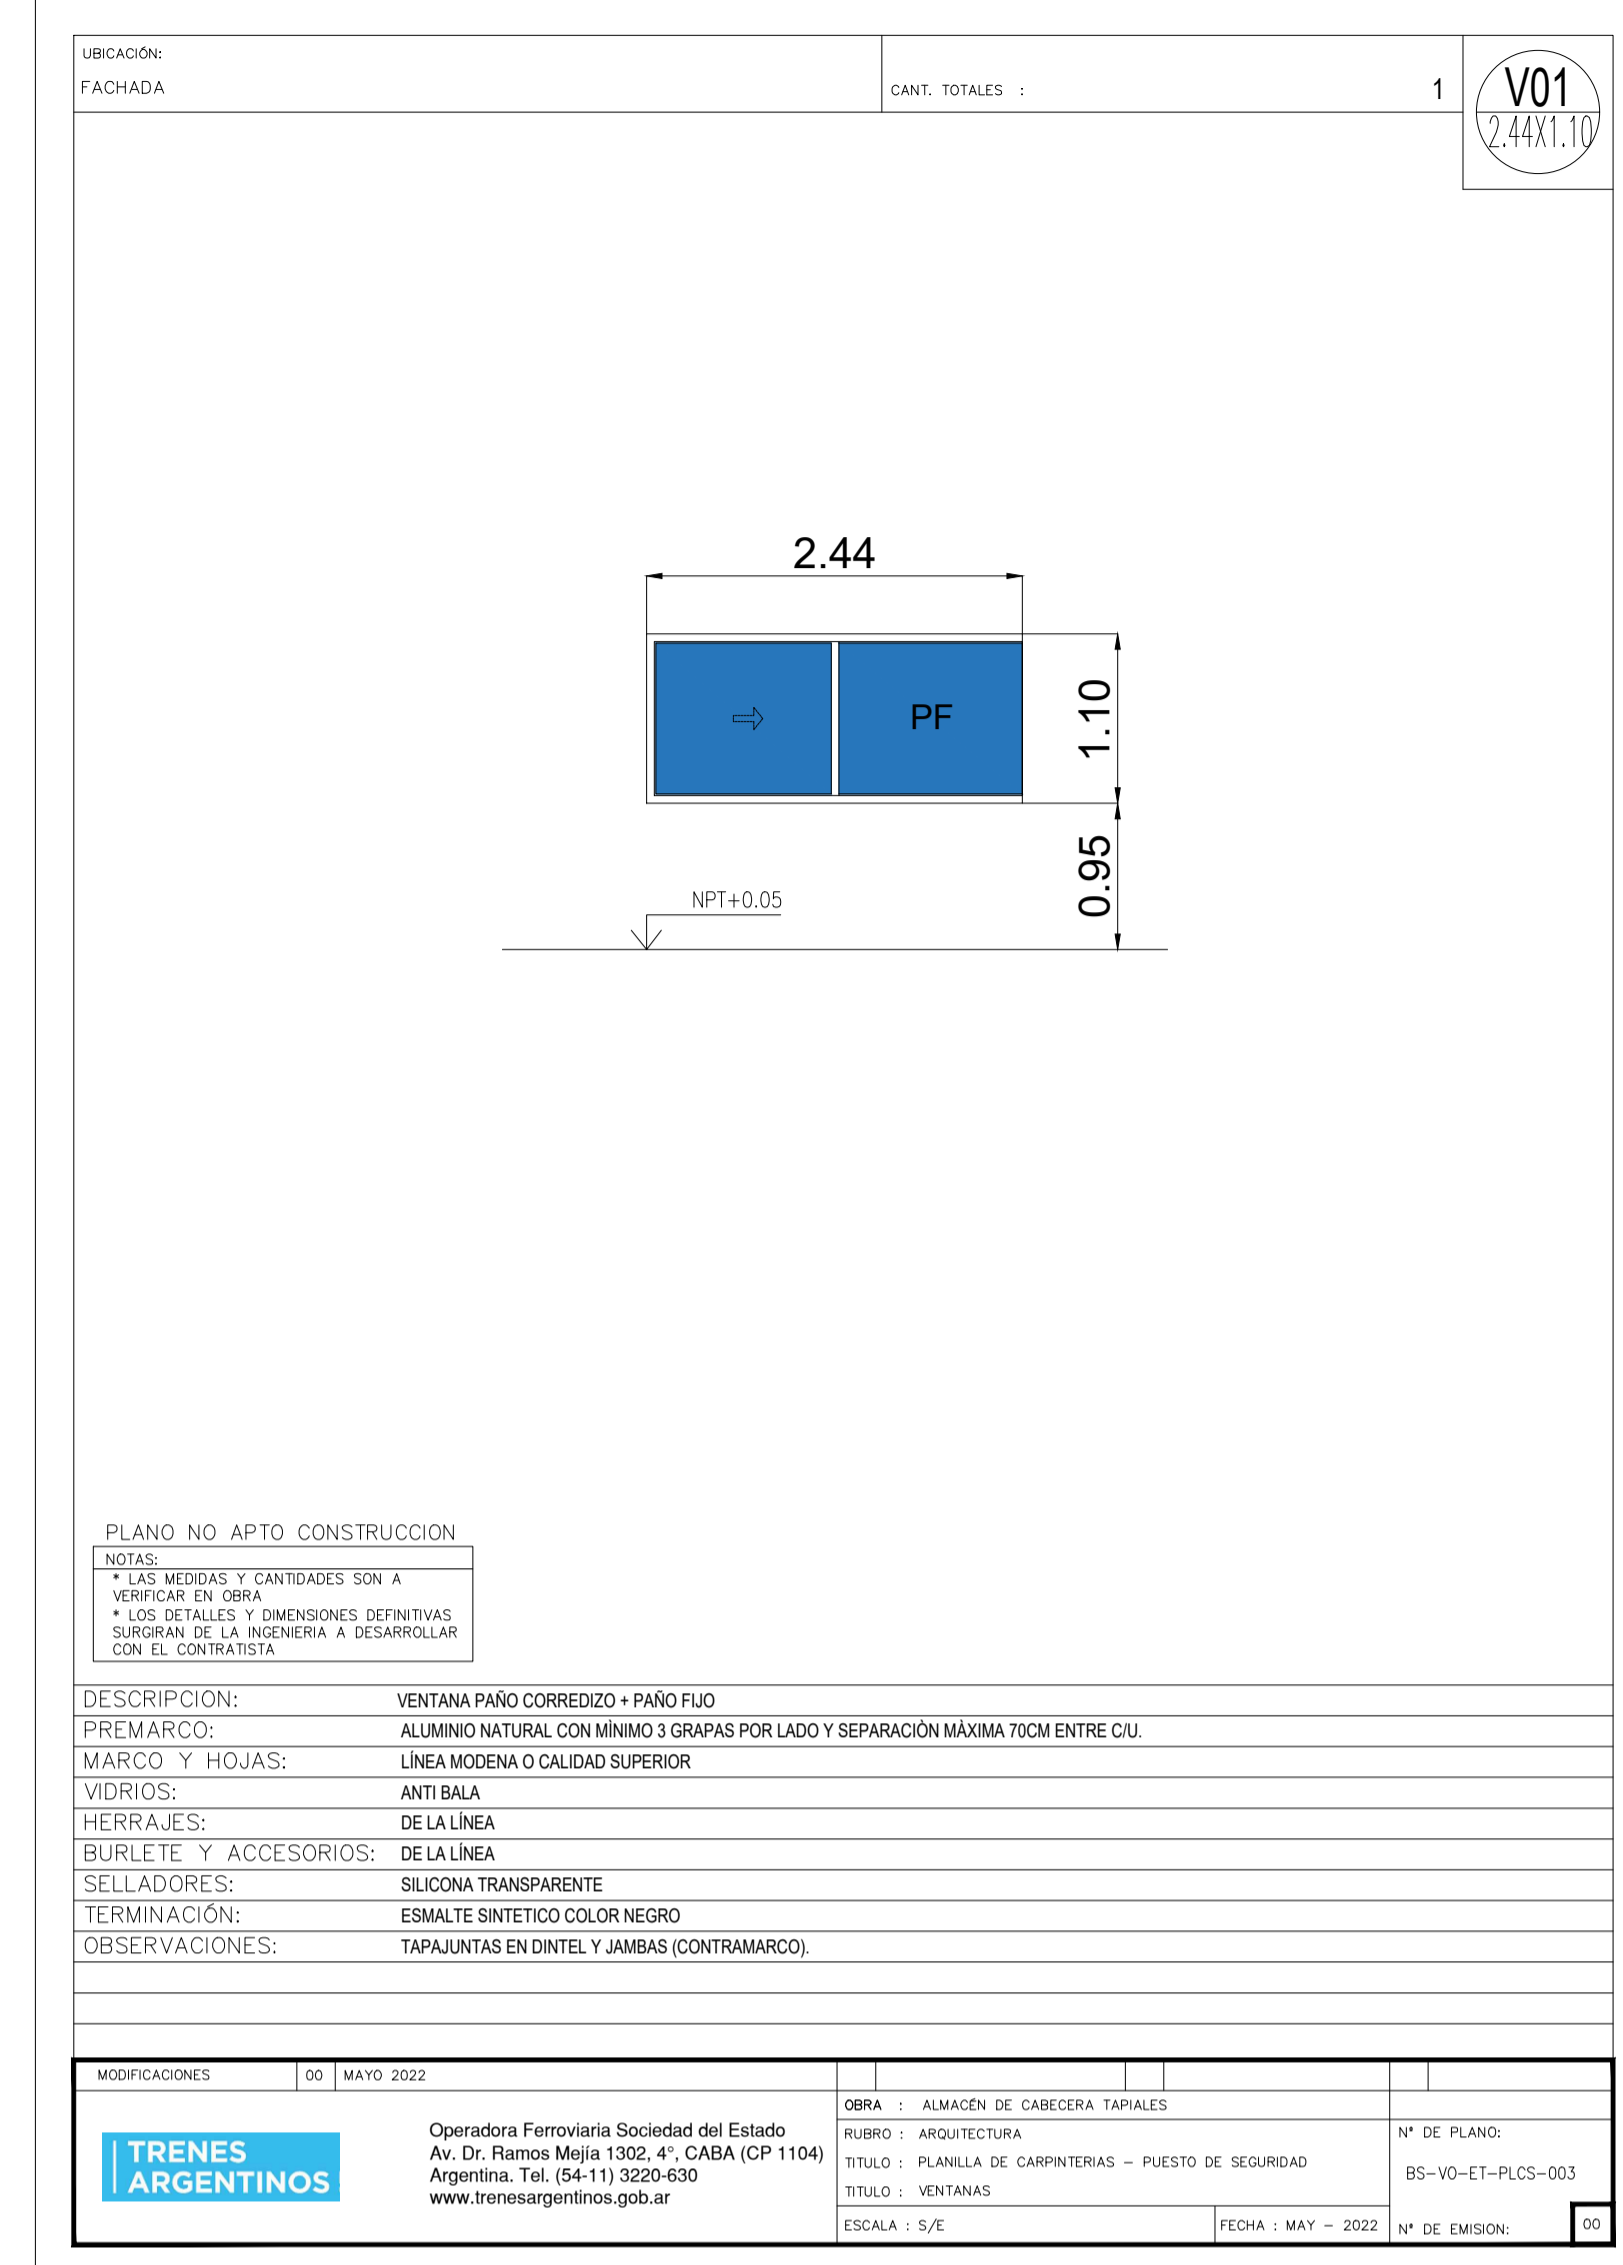 UBICACIÓN:
FACHADA
CANT. TOTALES :
1
V01
2.44X1.10
2.44
PF
1.10
0.95
NPT+0.05
PLANO NO APTO CONSTRUCCION
NOTAS:
* LAS MEDIDAS Y CANTIDADES SON A
VERIFICAR EN OBRA
* LOS DETALLES Y DIMENSIONES DEFINITIVAS
SURGIRAN DE LA INGENIERIA A DESARROLLAR
CON EL CONTRATISTA
DESCRIPCION: VENTANA PAÑO CORREDIZO + PAÑO FIJO
PREMARCO: ALUMINIO NATURAL CON MÌNIMO 3 GRAPAS POR LADO Y SEPARACIÒN MÀXIMA 70CM ENTRE C/U.
MARCO Y HOJAS: LÍNEA MODENA O CALIDAD SUPERIOR
VIDRIOS: ANTI BALA
HERRAJES: DE LA LÍNEA
BURLETE Y ACCESORIOS: DE LA LÍNEA
SELLADORES: SILICONA TRANSPARENTE
TERMINACIÓN: ESMALTE SINTETICO COLOR NEGRO
OBSERVACIONES: TAPAJUNTAS EN DINTEL Y JAMBAS (CONTRAMARCO).
MODIFICACIONES 00 MAYO 2022
TRENES
ARGENTINOS
Operadora Ferroviaria Sociedad del Estado
Av. Dr. Ramos Mejía 1302, 4°, CABA (CP 1104)
Argentina. Tel. (54-11) 3220-630
www.trenesargentinos.gob.ar
OBRA : ALMACÉN DE CABECERA TAPIALES
RUBRO : ARQUITECTURA
TITULO : PLANILLA DE CARPINTERIAS – PUESTO DE SEGURIDAD
TITULO : VENTANAS
ESCALA : S/E
FECHA : MAY – 2022
N° DE PLANO:
BS-VO-ET-PLCS-003
N° DE EMISION:
00